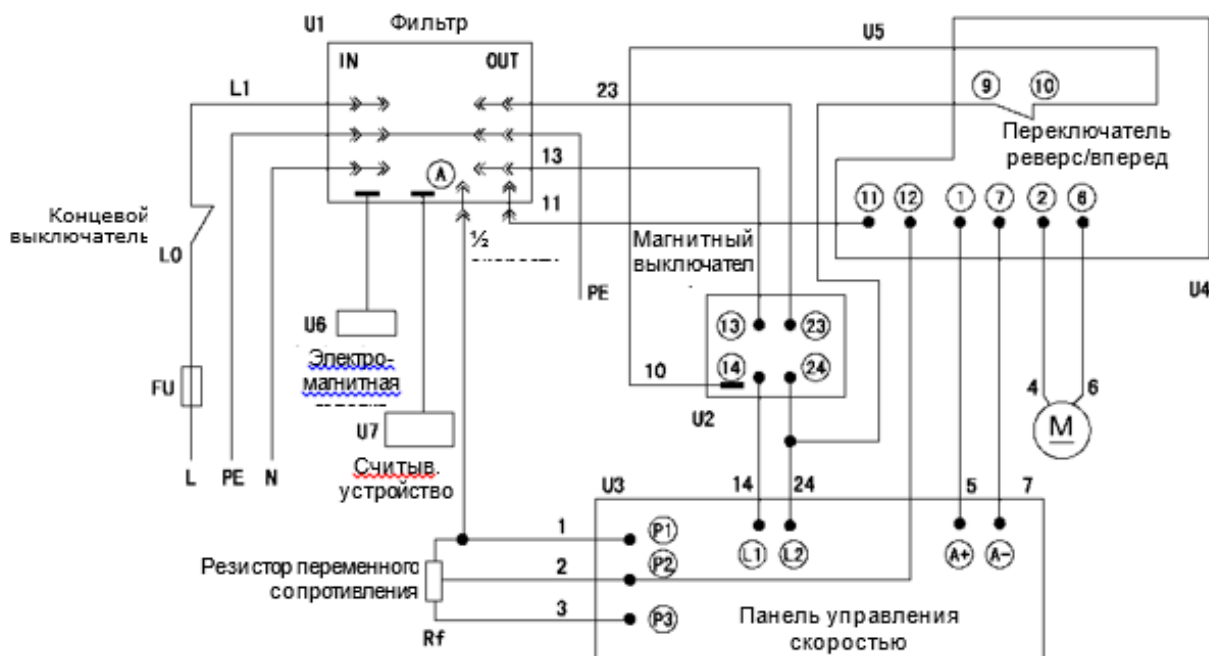 U1 Фильтр
U5
IN OUT
L1
23
9 10
Переключатель
реверс/вперед
A
13
11
11 12 1 7 2 6
Концевой
выключатель
L0
½
Магнитный
выключател
PE
U4
U6
13 23
Электро-
магнитная
14 24
10
FU
U2
4 6
M
U7
Считыв.
устройство
L PE N
U3
14 24 5 7
1
P1
L1 L2 A+ A-
P2
Резистор переменного
сопротивления
2
3
P3
Rf
Панель управления
скоростью